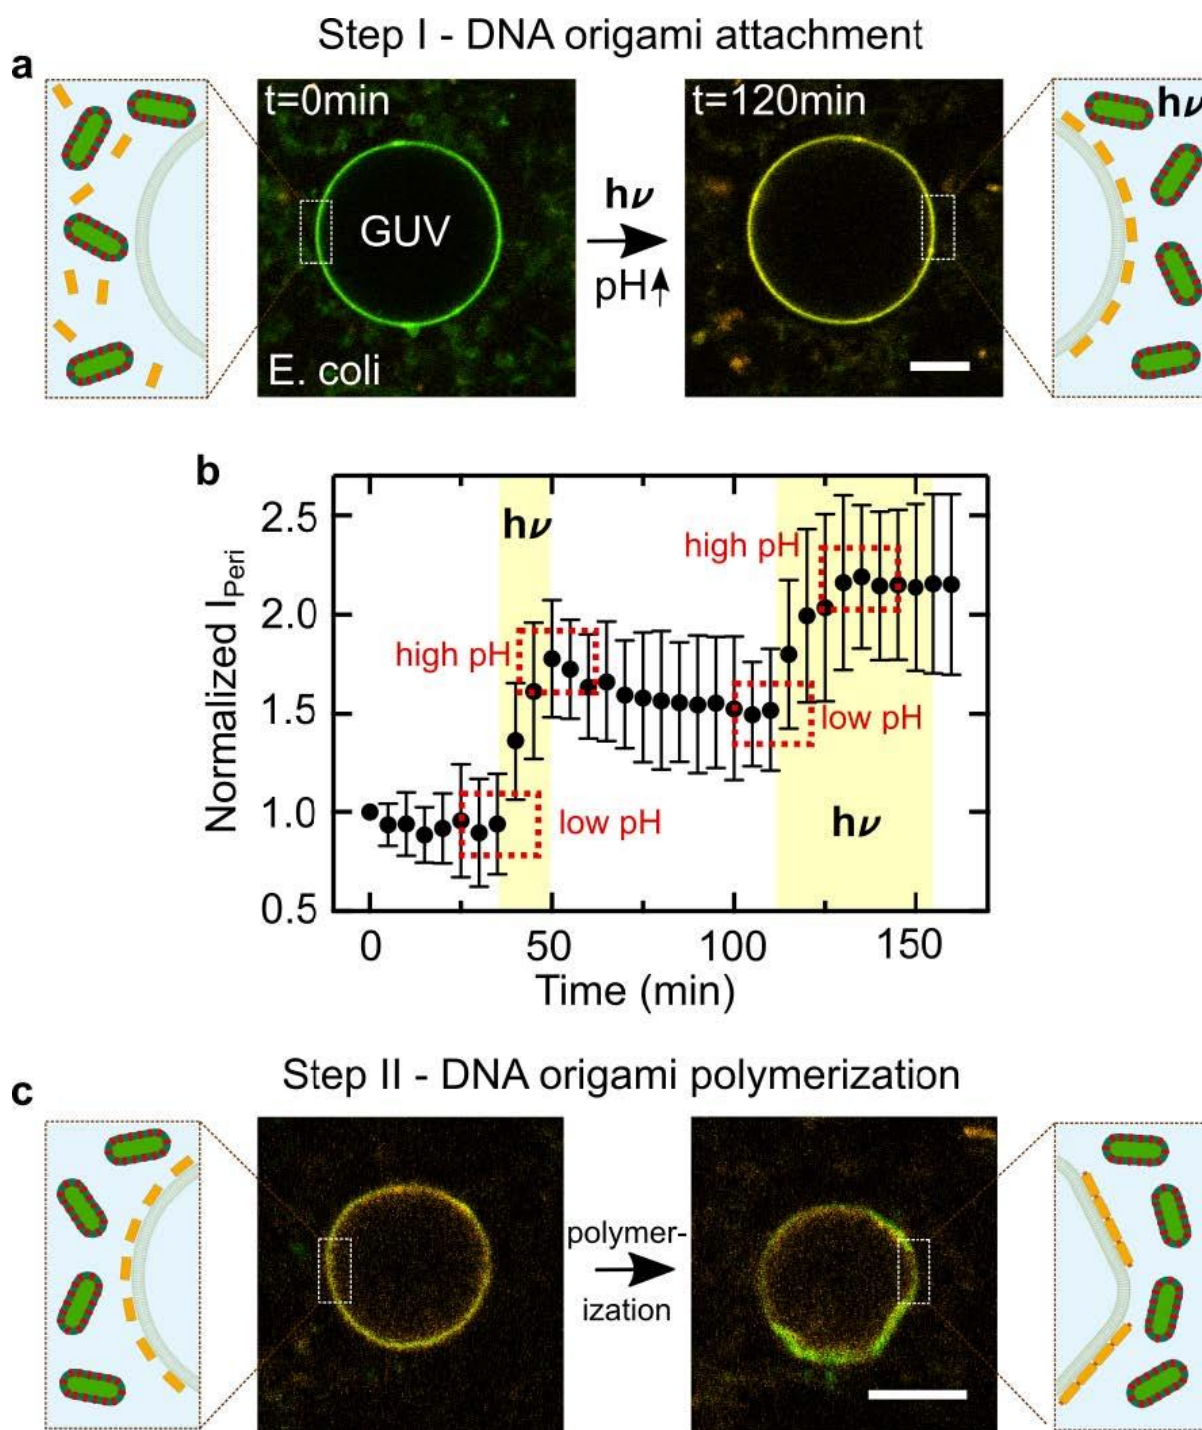 Step I - DNA origami attachment
a
t=0min
GUV
E. coli
hν
pH↑
t=120min
hν
b
2.5
2.0
1.5
1.0
0.5
Normalized I_Peri
hν
high pH
low pH
high pH
low pH
hν
0
50
100
150
Time (min)
Step II - DNA origami polymerization
c
polymer-
ization